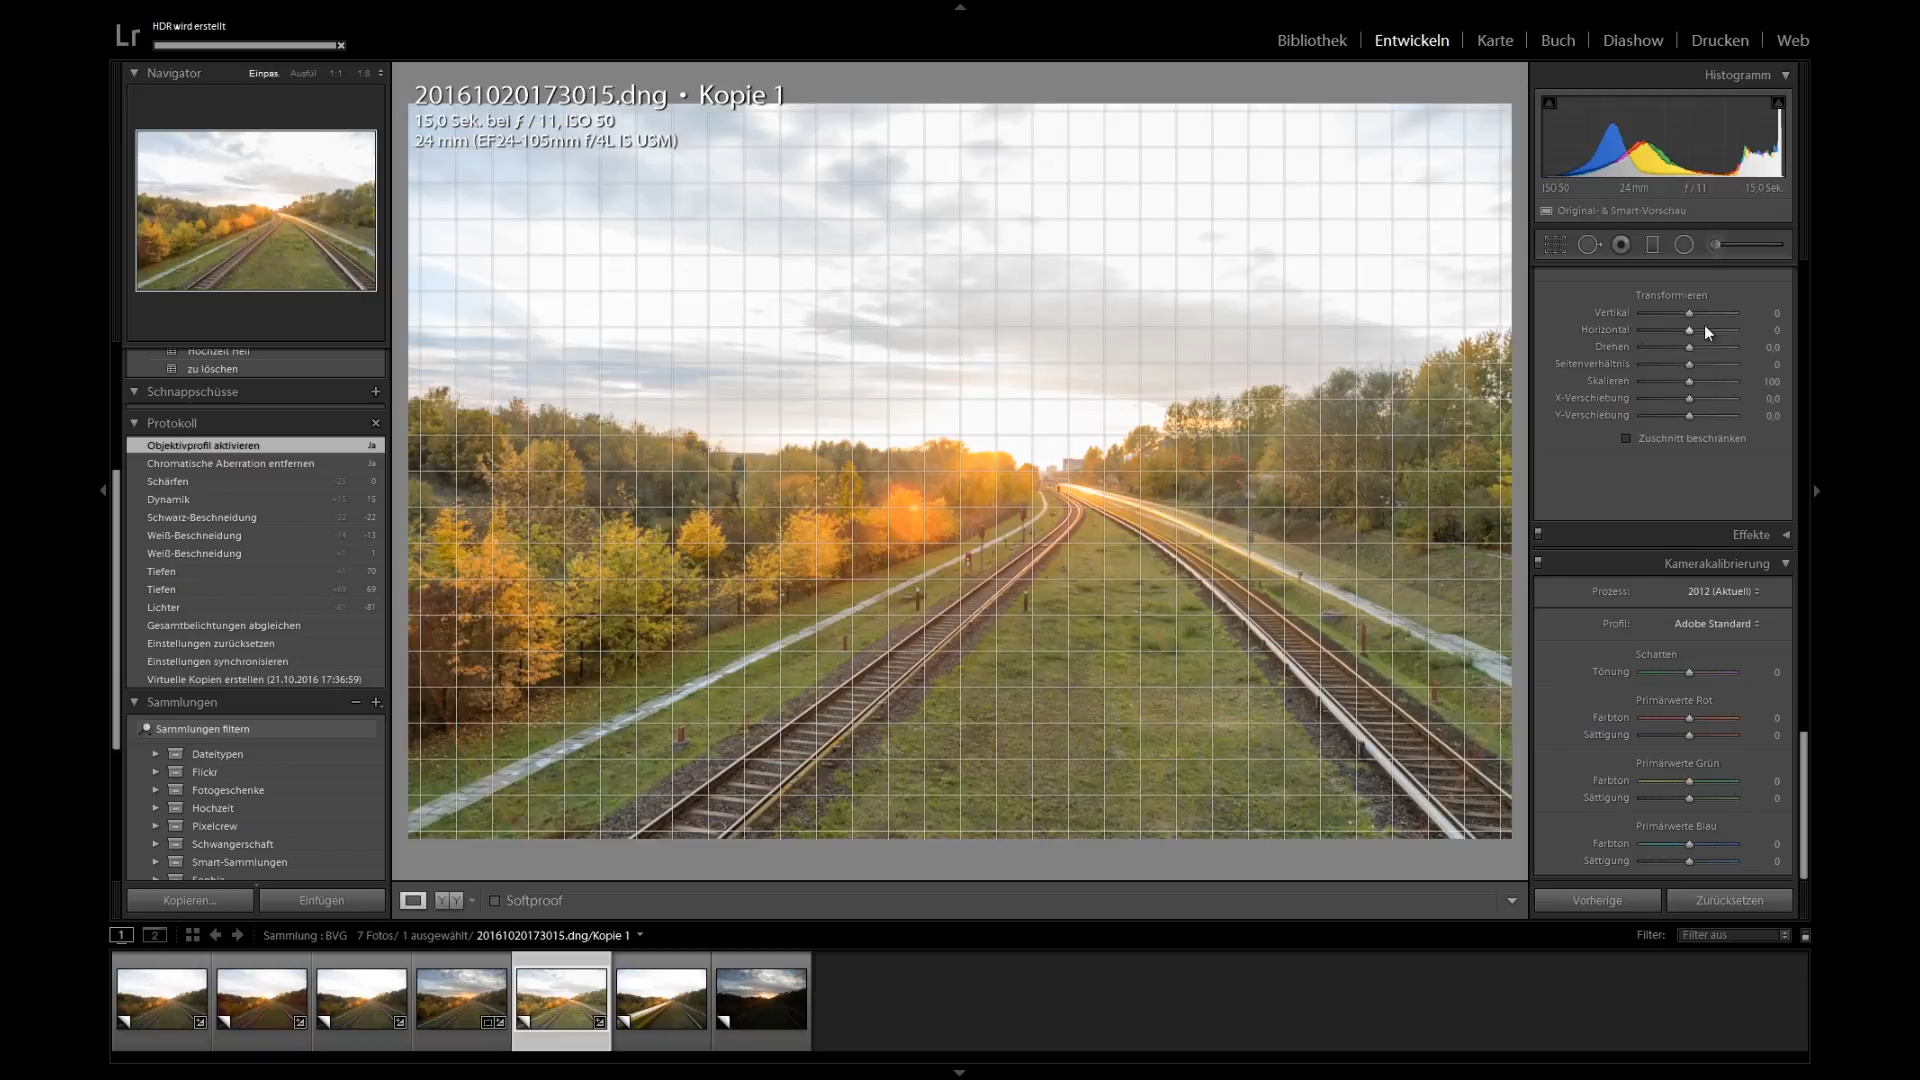 Lr
HDR wird erstellt
Bibliothek | Entwickeln | Karte | Buch | Diashow | Drucken | Web
Navigator Einpas. Ausfül 1:1 1:8
Hochzeit Hell
zu löschen
Schnappschüsse
Protokoll
Objektivprofil aktivieren Ja
Chromatische Aberration entfernen Ja
Schärfen -25 0
Dynamik +15 15
Schwarz-Beschneidung -22 -22
Weiß-Beschneidung -14 -13
Weiß-Beschneidung +1 1
Tiefen +1 70
Tiefen +69 69
Lichter -81 -81
Gesamtbelichtungen abgleichen
Einstellungen zurücksetzen
Einstellungen synchronisieren
Virtuelle Kopien erstellen (21.10.2016 17:36:59)
Sammlungen
Sammlungen filtern
Dateitypen
Flickr
Fotogeschenke
Hochzeit
Pixelcrew
Schwangerschaft
Smart-Sammlungen
Kopieren... Einfügen
20161020173015.dng • Kopie 1
15,0 Sek. bei ƒ / 11, ISO 50
24 mm (EF24-105mm f/4L IS USM)
Softproof
Histogramm
ISO 50 24 mm ƒ / 11 15,0 Sek.
Original- & Smart-Vorschau
Transformieren
Vertikal 0
Horizontal 0
Drehen 0,0
Seitenverhältnis 0
Skalieren 100
X-Verschiebung 0,0
Y-Verschiebung 0,0
Zuschnitt beschränken
Effekte
Kamerakalibrierung
Prozess: 2012 (Aktuell)
Profil: Adobe Standard
Schatten
Tönung 0
Primärwerte Rot
Farbton 0
Sättigung 0
Primärwerte Grün
Farbton 0
Sättigung 0
Primärwerte Blau
Farbton 0
Sättigung 0
Vorherige Zurücksetzen
1 2 Sammlung : BVG 7 Fotos/ 1 ausgewählt/ 20161020173015.dng/Kopie 1
Filter: Filter aus